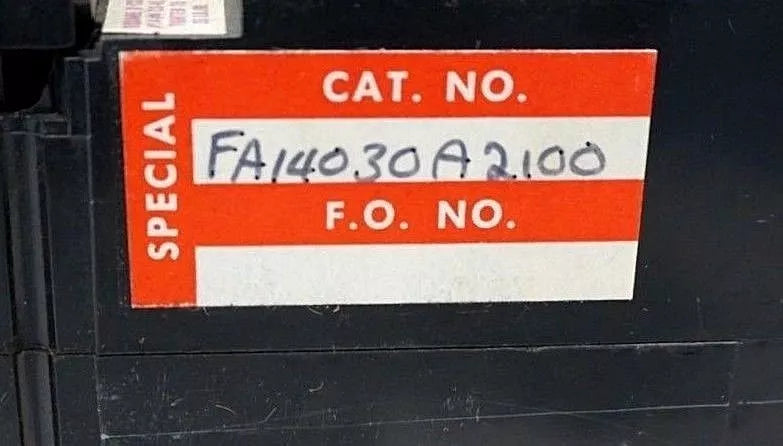 SPECIAL
CAT. NO.
FA14030A2100
F.O. NO.